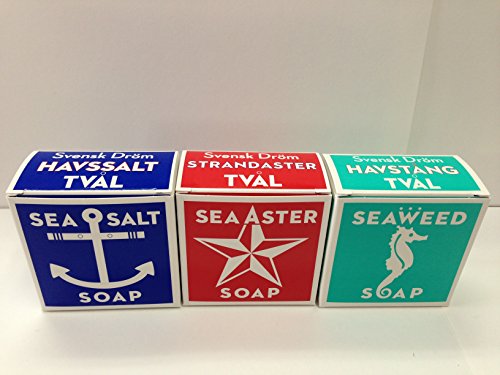 Svensk Dröm
HAVSSALT
TVÅL
SEA SALT
SOAP
Svensk Dröm
STRANDASTER
TVÅL
SEA ASTER
SOAP
Svensk Dröm
HAVSTÅNG
TVÅL
SEAWEED
SOAP